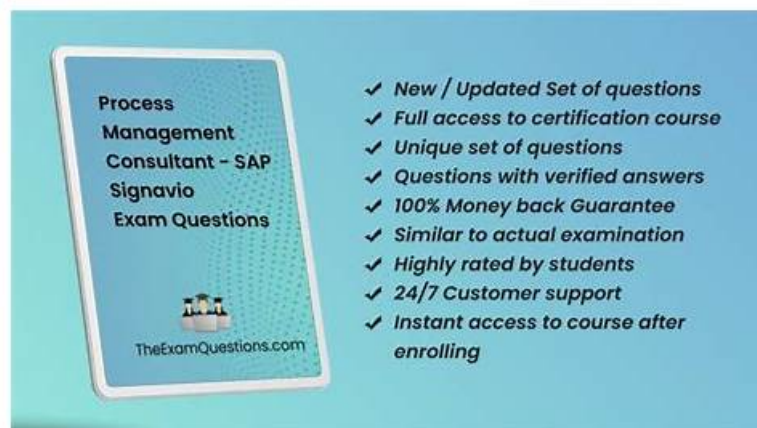 Process
Management
Consultant - SAP
Signavio
Exam Questions
TheExamQuestions.com
New / Updated Set of questions
Full access to certification course
Unique set of questions
Questions with verified answers
100% Money back Guarantee
Similar to actual examination
Highly rated by students
24/7 Customer support
Instant access to course after
enrolling